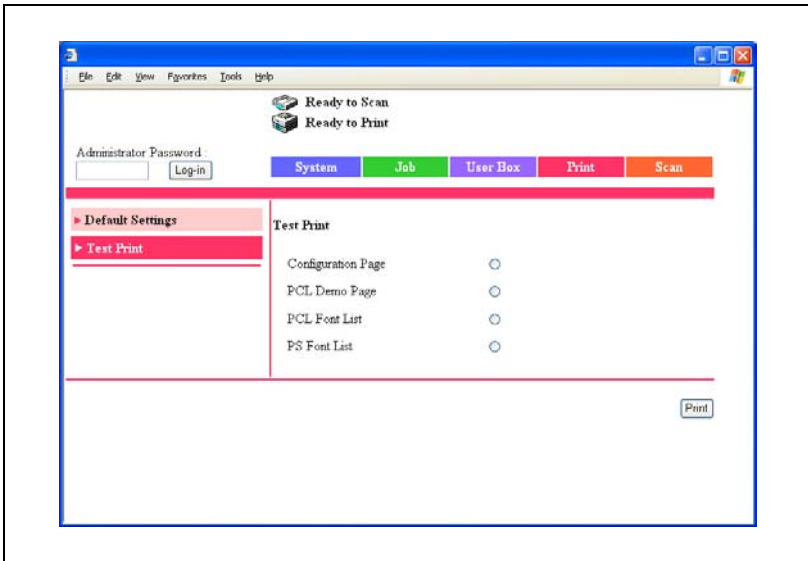 File Edit View Favorites Tools Help
Ready to Scan
Ready to Print
Administrator Password :
Log-in
System Job User Box Print Scan
Default Settings
Test Print
Test Print
Configuration Page
PCL Demo Page
PCL Font List
PS Font List
Print